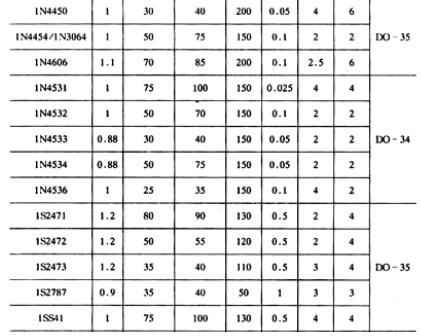 1N4450 1 30 40 200 0.05 4 6
1N4454/1N3064 1 50 75 150 0.1 2 2 DO-35
1N4606 1.1 70 85 200 0.1 2.5 6
1N4531 1 75 100 150 0.025 4 4
1N4532 1 50 70 150 0.1 2 2
1N4533 0.88 30 40 150 0.05 2 2 DO-34
1N4534 0.88 50 75 150 0.05 2 2
1N4536 1 25 35 150 0.1 4 2
1S2471 1.2 80 90 130 0.5 2 4
1S2472 1.2 50 55 120 0.5 2 4
1S2473 1.2 35 40 110 0.5 3 4 DO-35
1S2787 0.9 35 40 50 1 3 3
1SS41 1 75 100 130 0.5 4 4